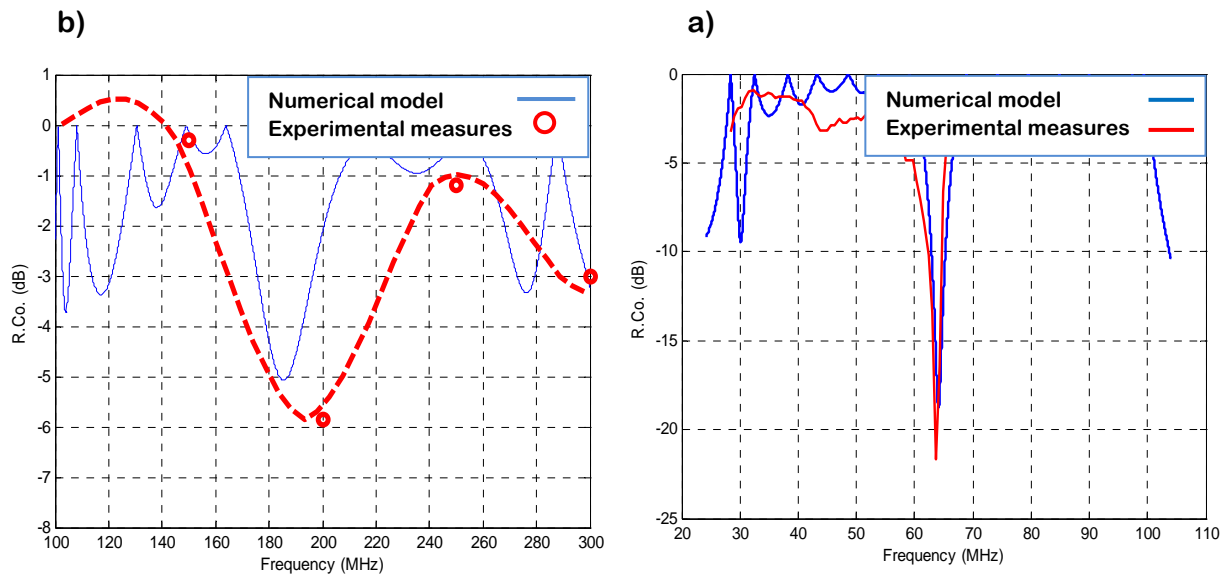 b)
Numerical model
Experimental measures
1
0
-1
-2
-3
-4
-5
-6
-7
-8
R.Co. (dB)
100 120 140 160 180 200 220 240 260 280 300
Frequency (MHz)
a)
Numerical model
Experimental measures
0
-5
-10
-15
-20
-25
R.Co. (dB)
20 30 40 50 60 70 80 90 100 110
Frequency (MHz)